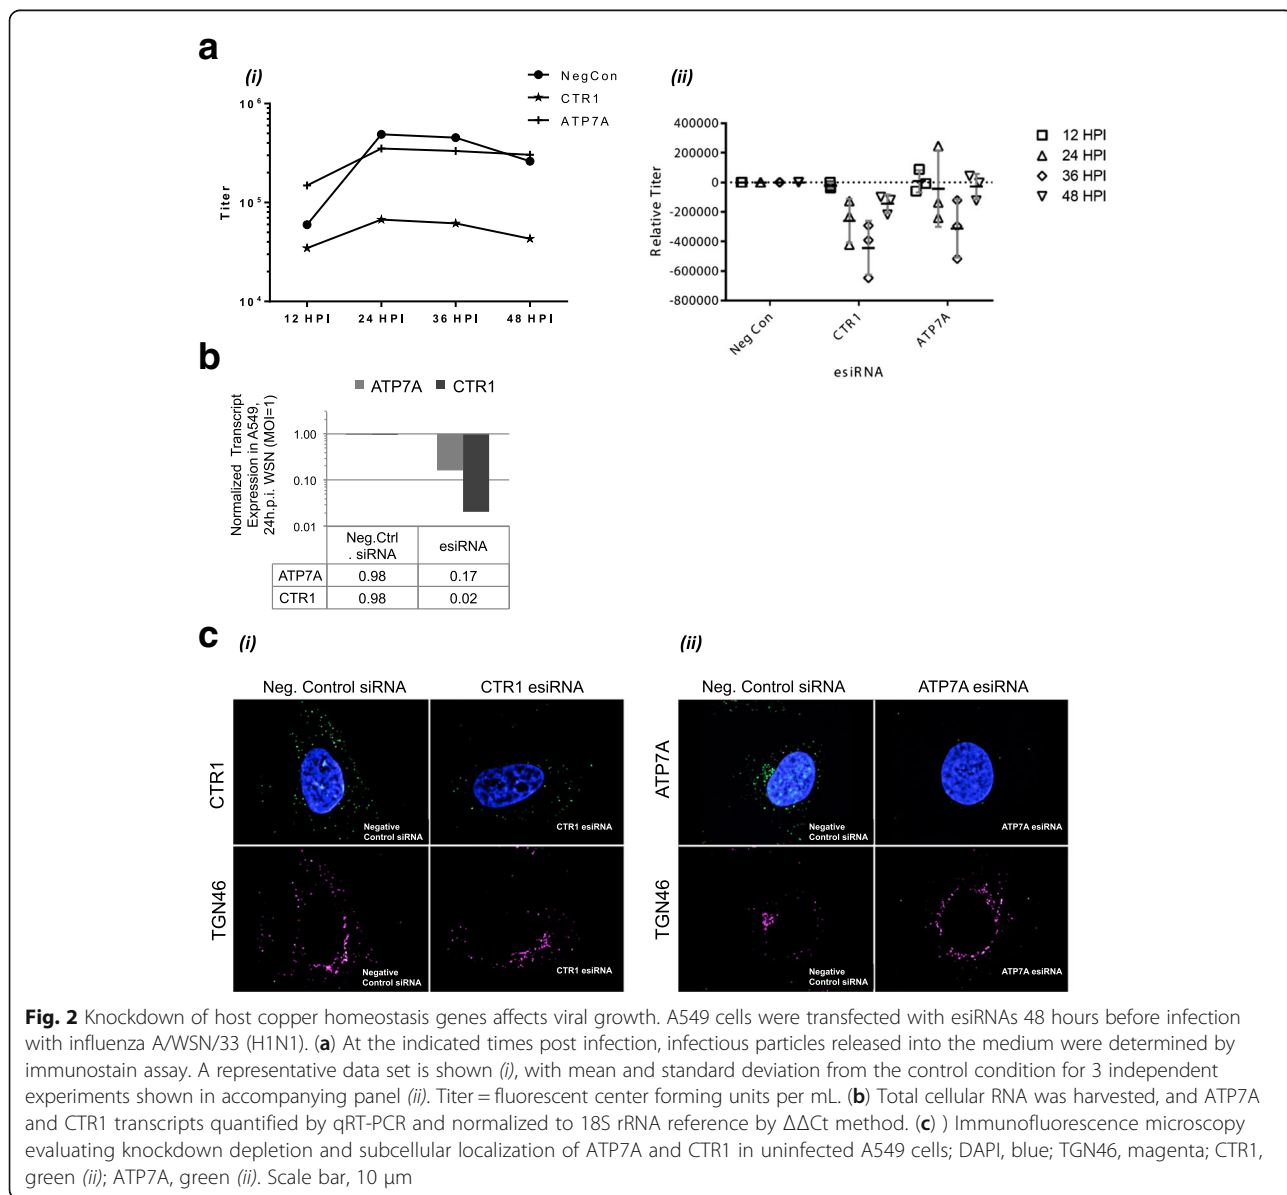 a
(i)
NegCon
CTR1
ATP7A
Titer
10^6
10^5
10^4
12 HPI
24 HPI
36 HPI
48 HPI
(ii)
Relative Titer
400000
200000
0
-200000
-400000
-600000
-800000
Neg Con
CTR1
ATP7A
esiRNA
12 HPI
24 HPI
36 HPI
48 HPI
b
ATP7A CTR1
Normalized Transcript
Expression in A549,
24h.p.i. WSN (MOI=1)
1.00
0.10
0.01
Neg.Ctrl
. siRNA
esiRNA
ATP7A 0.98 0.17
CTR1 0.98 0.02
c
(i)
Neg. Control siRNA CTR1 esiRNA
CTR1
Negative
Control siRNA
CTR1 esiRNA
TGN46
Negative
Control siRNA
CTR1 esiRNA
(ii)
Neg. Control siRNA ATP7A esiRNA
ATP7A
Negative
Control siRNA
ATP7A esiRNA
TGN46
Negative
Control siRNA
ATP7A esiRNA
Fig. 2 Knockdown of host copper homeostasis genes affects viral growth. A549 cells were transfected with esiRNAs 48 hours before infection
with influenza A/WSN/33 (H1N1). (a) At the indicated times post infection, infectious particles released into the medium were determined by
immunostain assay. A representative data set is shown (i), with mean and standard deviation from the control condition for 3 independent
experiments shown in accompanying panel (ii). Titer = fluorescent center forming units per mL. (b) Total cellular RNA was harvested, and ATP7A
and CTR1 transcripts quantified by qRT-PCR and normalized to 18S rRNA reference by ΔΔCt method. (c) ) Immunofluorescence microscopy
evaluating knockdown depletion and subcellular localization of ATP7A and CTR1 in uninfected A549 cells; DAPI, blue; TGN46, magenta; CTR1,
green (ii); ATP7A, green (ii). Scale bar, 10 μm